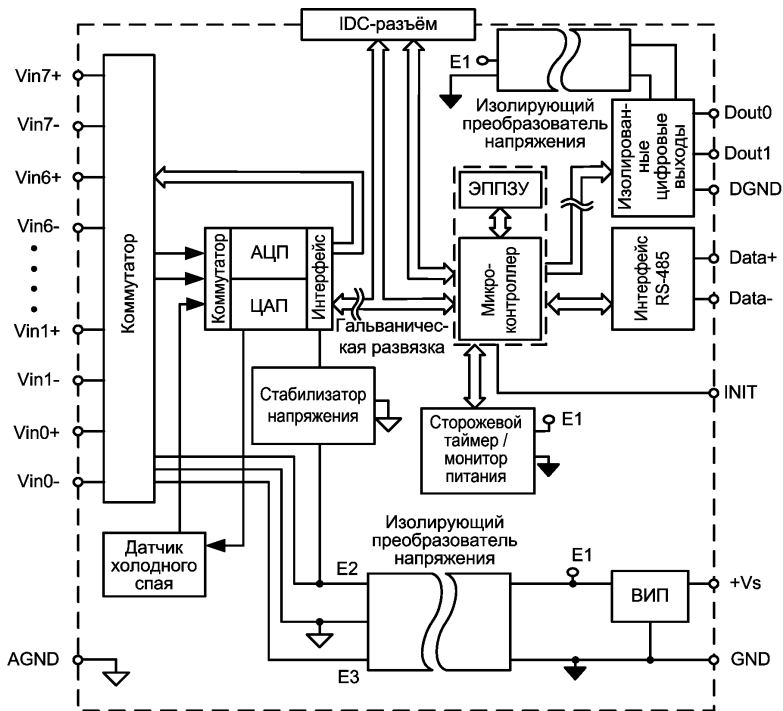 IDC-разъём
E1
Изолирующий
преобразователь
напряжения
Изолирован-
ные
цифровые
выходы
Dout0
Dout1
DGND
Vin7+
Vin7-
Vin6+
Vin6-
Vin1+
Vin1-
Vin0+
Vin0-
Коммутатор
Коммутатор
АЦП
ЦАП
Интерфейс
Гальваничес-
кая развязка
ЭППЗУ
Микро-
контроллер
Интерфейс
RS-485
Data+
Data-
INIT
Стабилизатор
напряжения
Сторожевой
таймер /
монитор
питания
E1
Датчик
холодного
спая
Изолирующий
преобразователь
напряжения
E2
E3
E1
ВИП
+Vs
GND
AGND